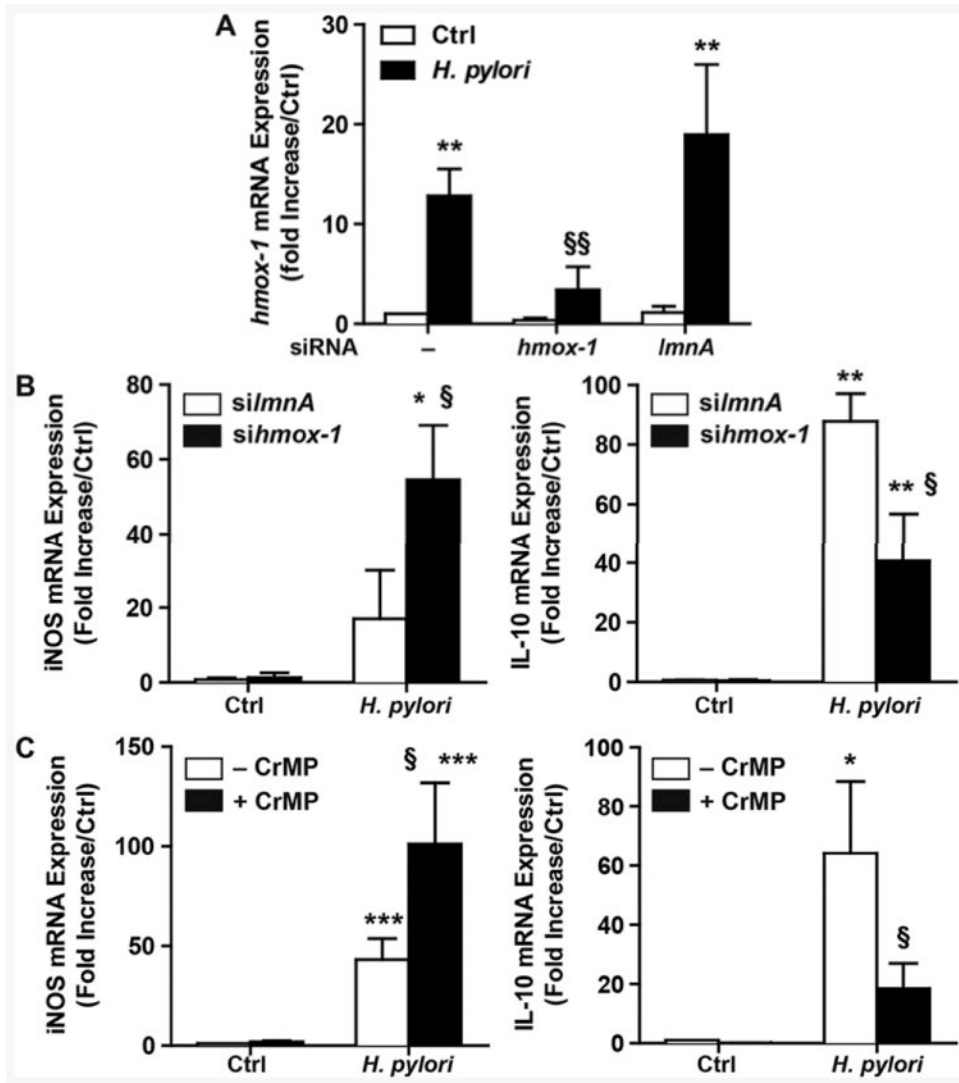 A
hmox-1 mRNA Expression
(fold Increase/Ctrl)
30
20
10
0
Ctrl
H. pylori
**
§§
**
siRNA – hmox-1 lmnA
B
iNOS mRNA Expression
(Fold Increase/Ctrl)
80
60
40
20
0
silmnA
sihmox-1
* §
Ctrl H. pylori
IL-10 mRNA Expression
(Fold Increase/Ctrl)
100
80
60
40
20
0
silmnA
sihmox-1
**
** §
Ctrl H. pylori
C
iNOS mRNA Expression
(Fold Increase/Ctrl)
150
100
50
0
– CrMP
+ CrMP
***
§ ***
Ctrl H. pylori
IL-10 mRNA Expression
(Fold Increase/Ctrl)
100
80
60
40
20
0
– CrMP
+ CrMP
*
§
Ctrl H. pylori